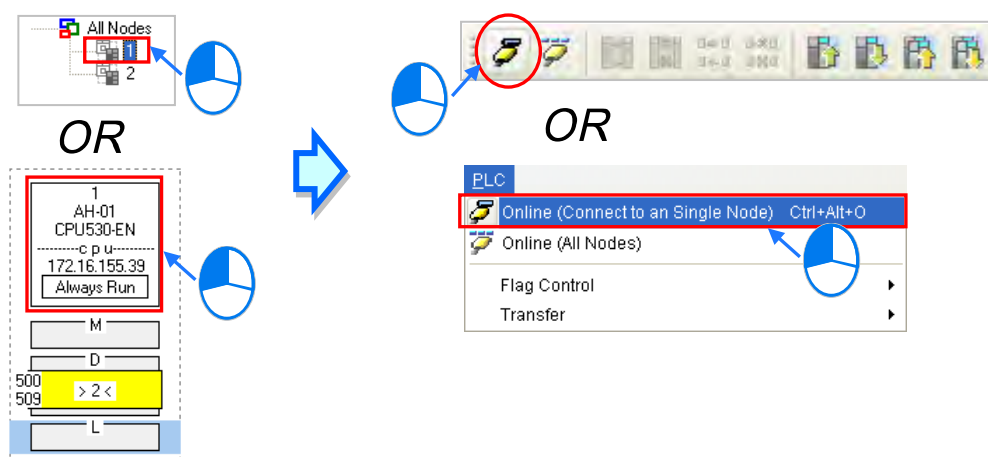 All Nodes
1
2
OR
1
AH-01
CPU530-EN
c p u
172.16.155.39
Always Run
M
D
500
509
> 2 <
L
OR
PLC
Online (Connect to an Single Node) Ctrl+Alt+O
Online (All Nodes)
Flag Control
Transfer